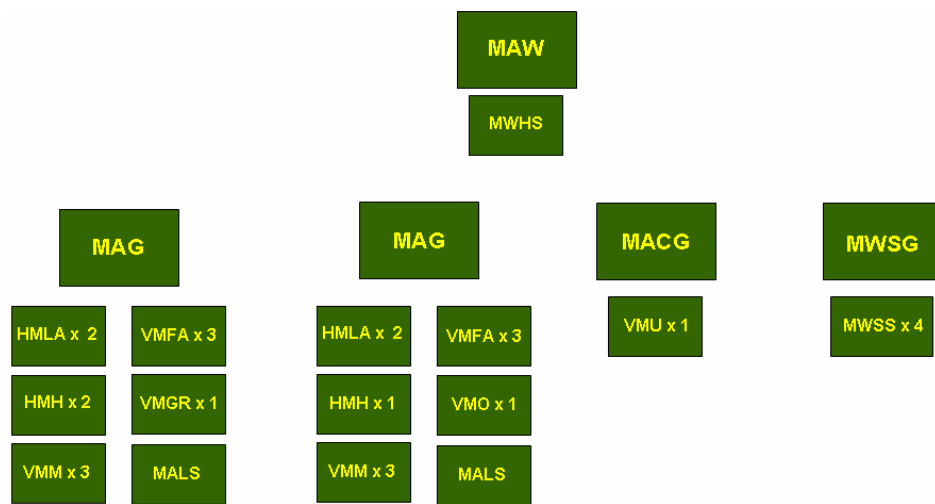 MAW
MWHS
MAG
MAG
MACG
MWSG
HMLA x 2
VMFA x 3
HMLA x 2
VMFA x 3
VMU x 1
MWSS x 4
HMH x 2
VMGR x 1
HMH x 1
VMO x 1
VMM x 3
MALS
VMM x 3
MALS